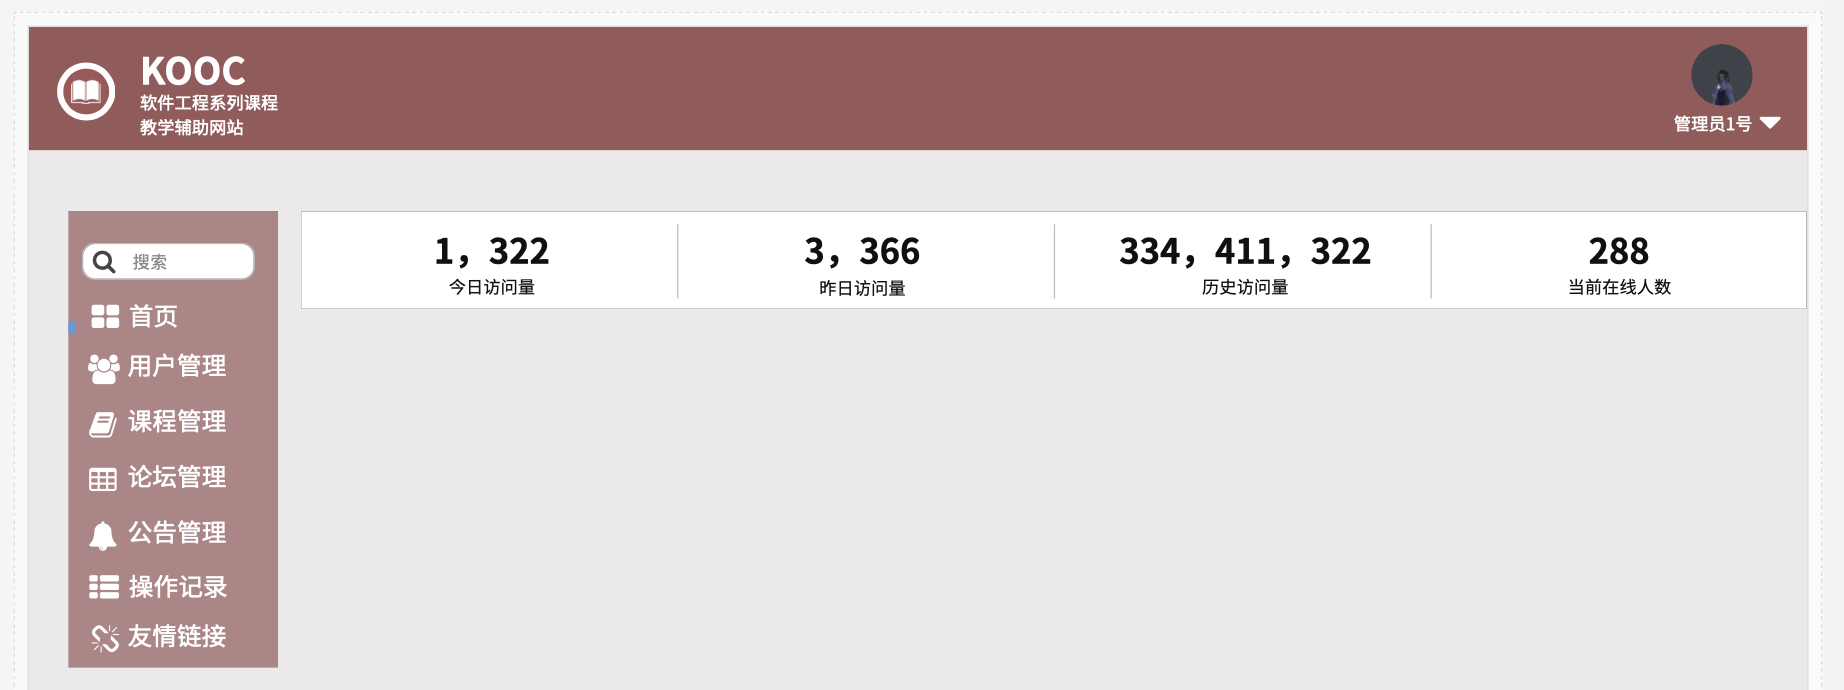 KOOC
软件工程系列课程
教学辅助网站
管理员1号
搜索
首页
用户管理
课程管理
论坛管理
公告管理
操作记录
友情链接
1，322
今日访问量
3，366
昨日访问量
334，411，322
历史访问量
288
当前在线人数